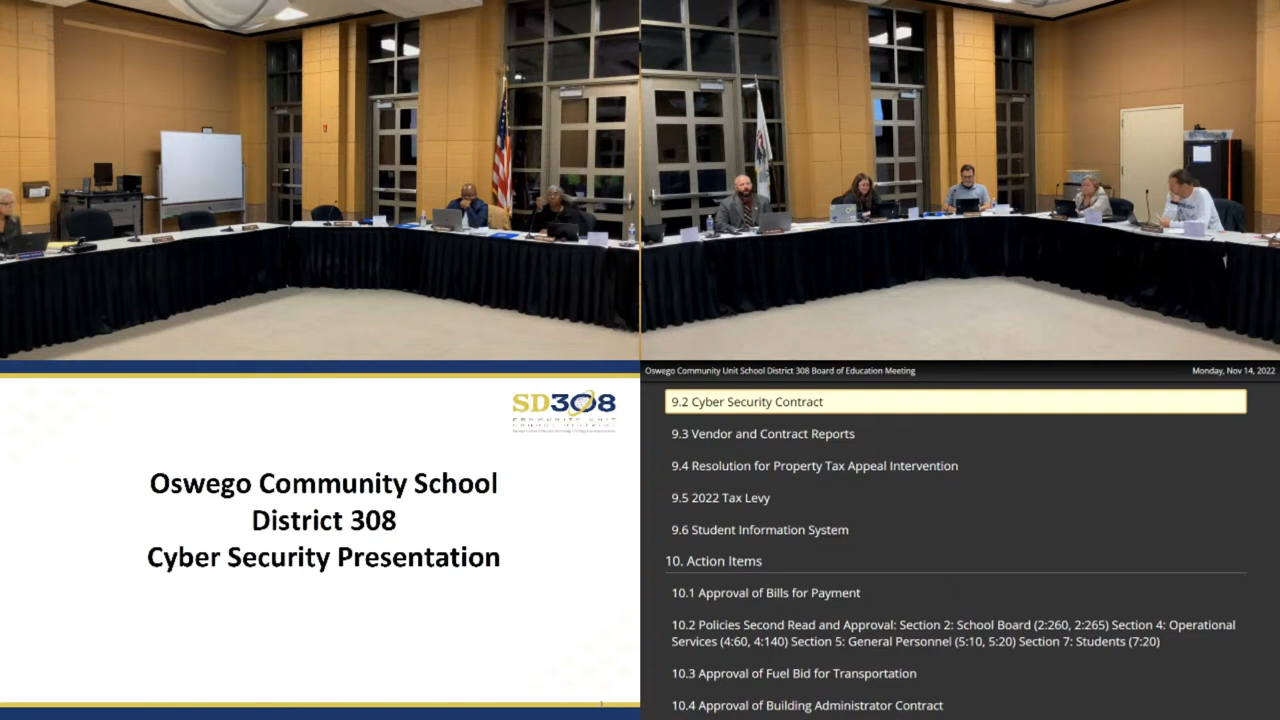 SD308
COMMUNITY UNIT
SCHOOL DISTRICT
Oswego Community School
District 308
Cyber Security Presentation
1
Oswego Community Unit School District 308 Board of Education Meeting
Monday, Nov 14, 2022
9.2 Cyber Security Contract
9.3 Vendor and Contract Reports
9.4 Resolution for Property Tax Appeal Intervention
9.5 2022 Tax Levy
9.6 Student Information System
10. Action Items
10.1 Approval of Bills for Payment
10.2 Policies Second Read and Approval: Section 2: School Board (2:260, 2:265) Section 4: Operational
Services (4:60, 4:140) Section 5: General Personnel (5:10, 5:20) Section 7: Students (7:20)
10.3 Approval of Fuel Bid for Transportation
10.4 Approval of Building Administrator Contract